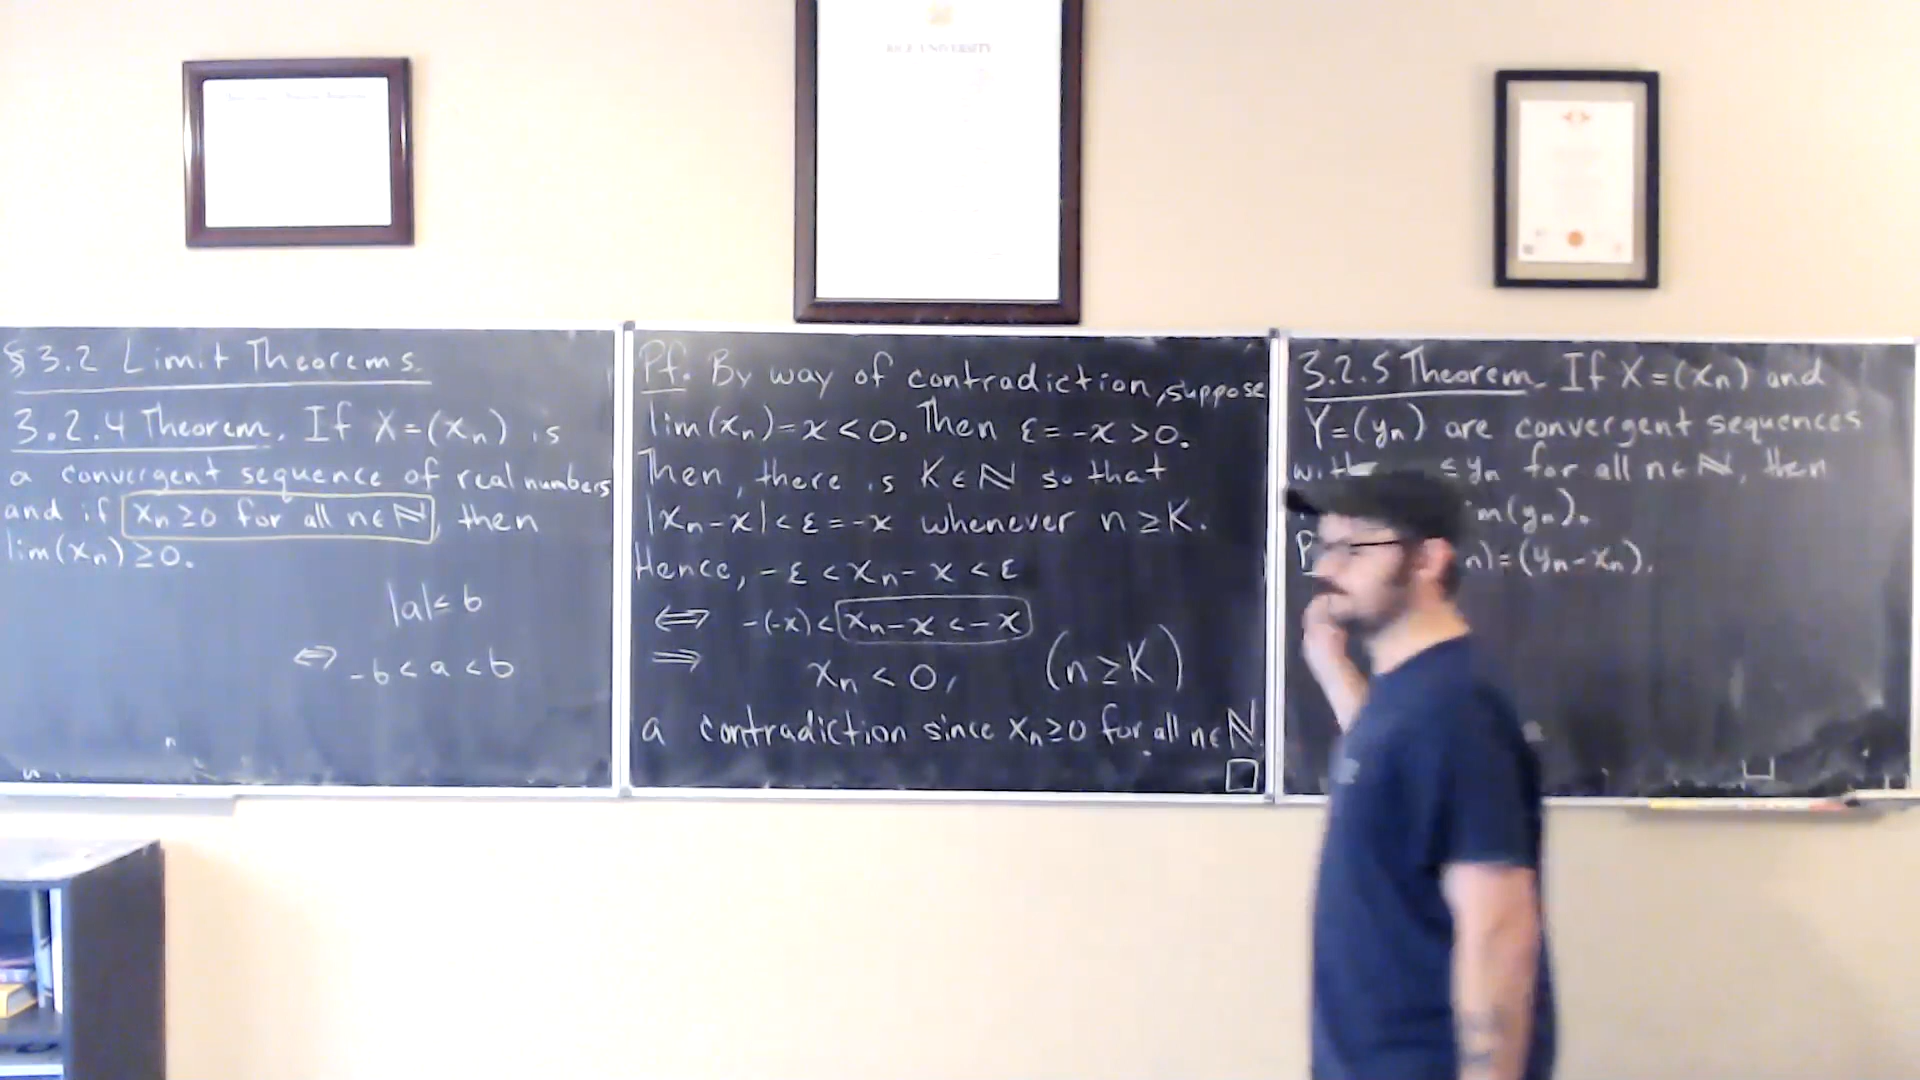 § 3.2 Limit Theorems.
3.2.4 Theorem. If X=(xₙ) is
a convergent sequence of real numbers
and if xₙ≥0 for all n∈ℕ, then
lim(xₙ)≥0.
|a|< b
⇔ -b < a < b
Pf. By way of contradiction, suppose
lim(xₙ)=x<0. Then ε=-x>0.
Then, there is K∈ℕ so that
|xₙ-x|<ε=-x whenever n≥K.
Hence, -ε<xₙ-x<ε
⇔ -(-x)<xₙ-x<-x
⇒ xₙ<0, (n≥K)
a contradiction since xₙ≥0 for all n∈ℕ.
□
RICE UNIVERSITY
3.2.5 Theorem. If X=(xₙ) and
Y=(yₙ) are convergent sequences
≤yₙ for all n∈ℕ, then
(yₙ).
=(yₙ-xₙ).